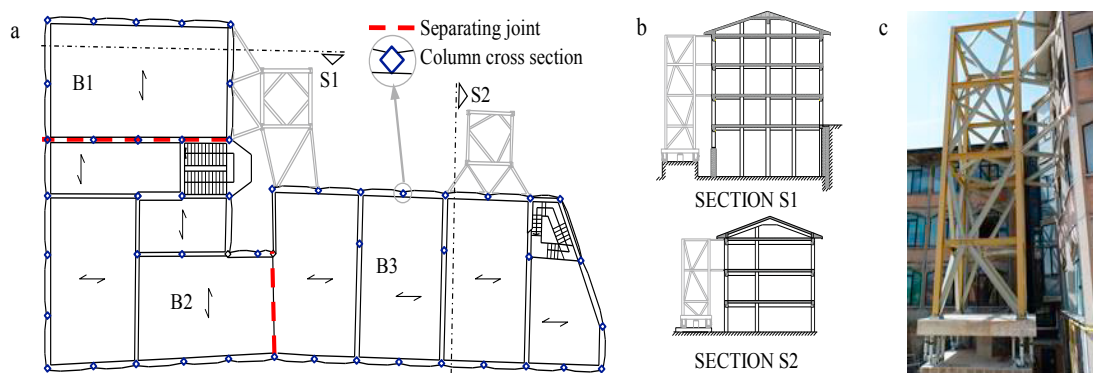 a
Separating joint
Column cross section
B1
S1
S2
B2
B3
b
SECTION S1
SECTION S2
c